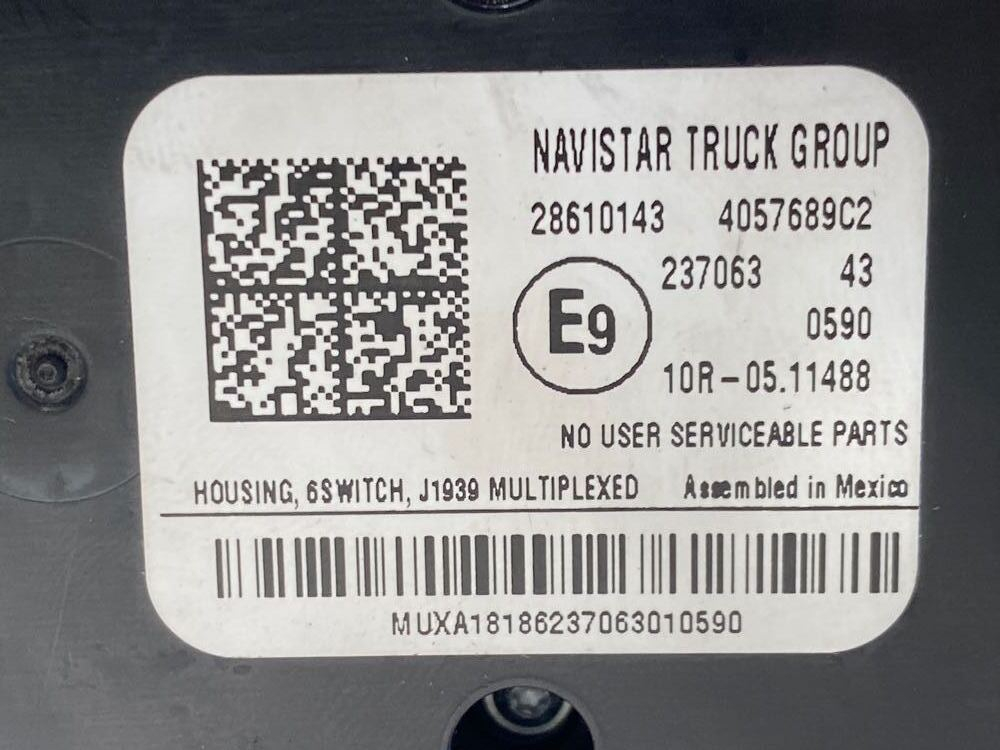 NAVISTAR TRUCK GROUP
28610143 4057689C2
237063 43
E9
0590
10R-05.11488
NO USER SERVICEABLE PARTS
HOUSING, 6SWITCH, J1939 MULTIPLEXED Assembled in Mexico
MUXA18186237063010590